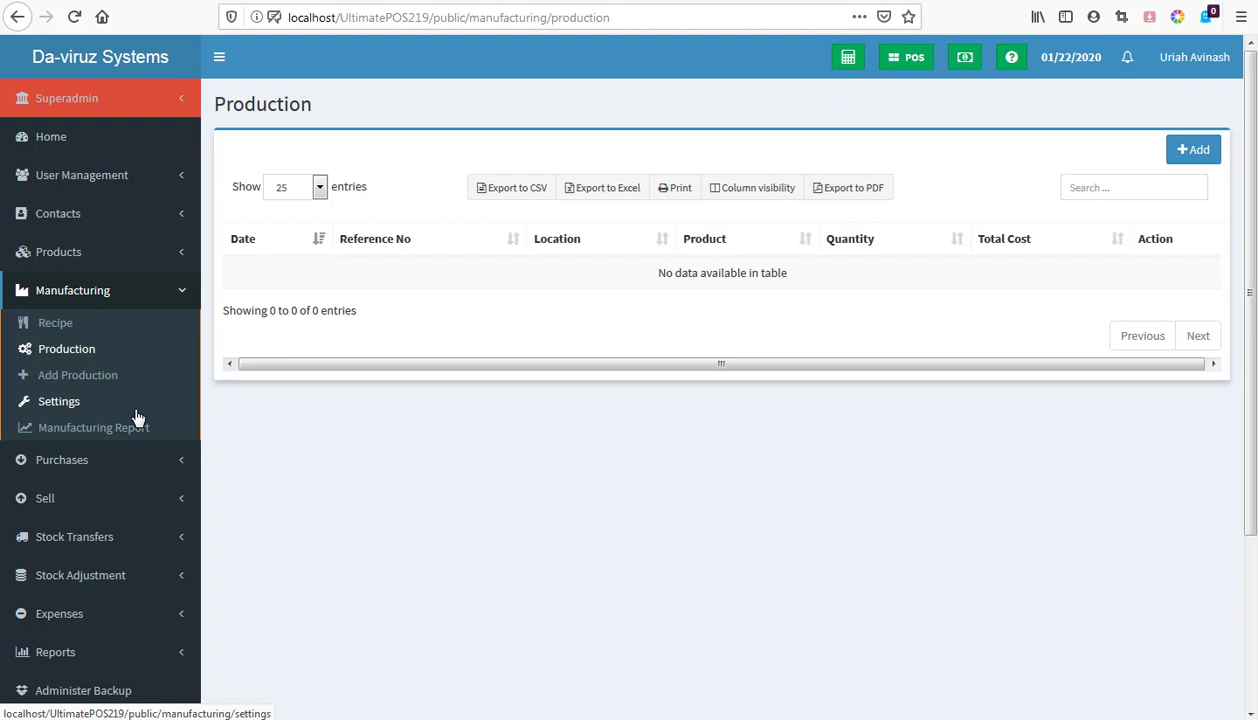 localhost/UltimatePOS219/public/manufacturing/production
0
Da-viruz Systems
POS
01/22/2020
Uriah Avinash
Superadmin
Home
User Management
Contacts
Products
Manufacturing
Recipe
Production
Add Production
Settings
Manufacturing Report
Purchases
Sell
Stock Transfers
Stock Adjustment
Expenses
Reports
Administer Backup
Production
Add
Show 25 entries
Export to CSV Export to Excel Print Column visibility Export to PDF
Search ...
Date Reference No Location Product Quantity Total Cost Action
No data available in table
Showing 0 to 0 of 0 entries
Previous Next
localhost/UltimatePOS219/public/manufacturing/settings